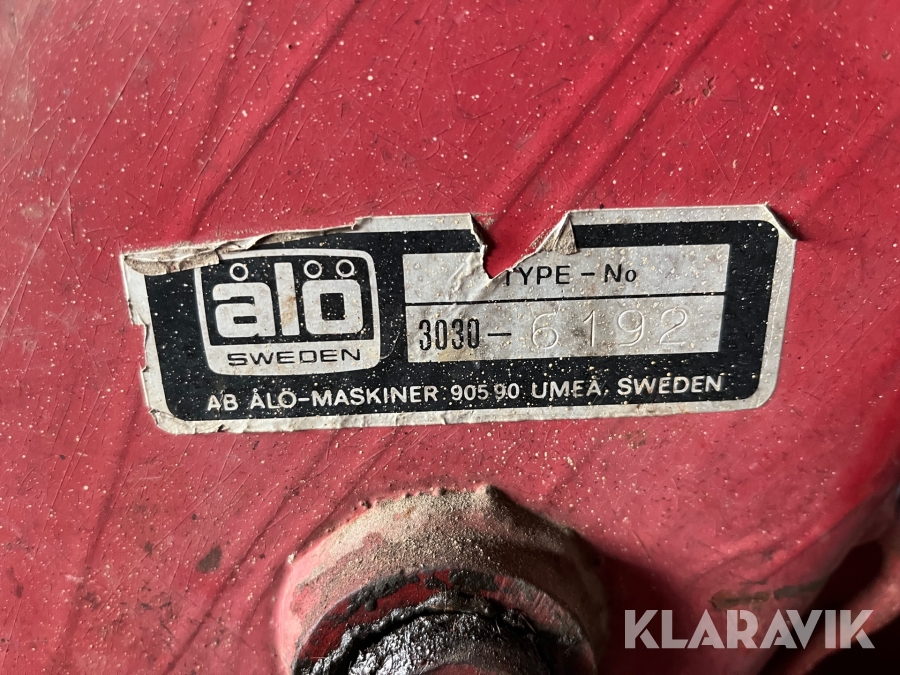 ålö
SWEDEN
TYPE - No
3030- 6192
AB ÅLÖ-MASKINER 905 90 UMEÅ. SWEDEN
KLARAVIK